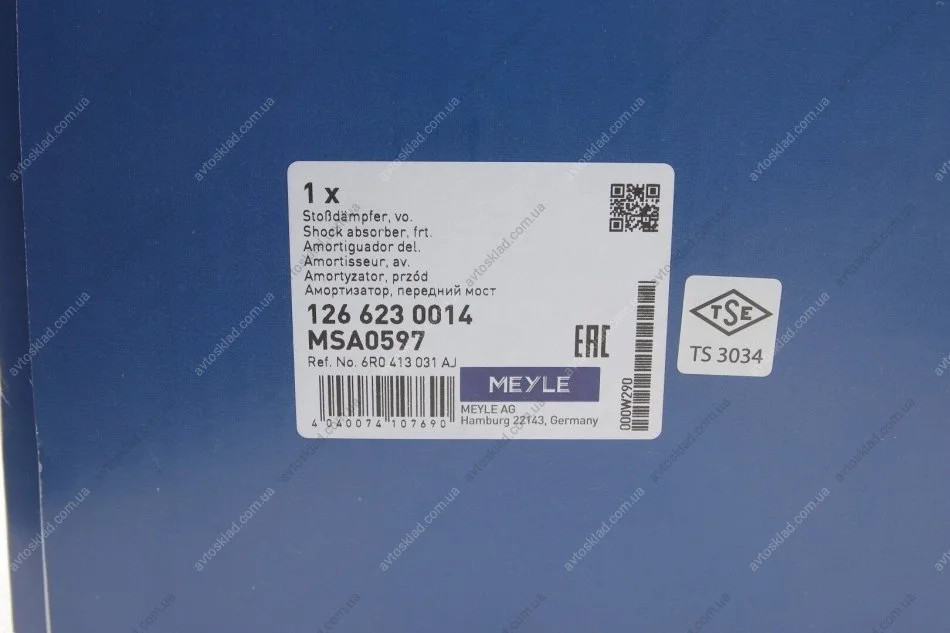 1 x
Stoßdämpfer, vo.
Shock absorber, frt.
Amortiguador del.
Amortisseur, av.
Amortyzator, przód
Амортизатор, передний мост
126 623 0014
MSA0597
Ref. No. 6R0 413 031 AJ
EAC
MEYLE
MEYLE AG
Hamburg 22143, Germany
4 040074 107690
000W290
TSE
TS 3034
avtosklad.com.ua